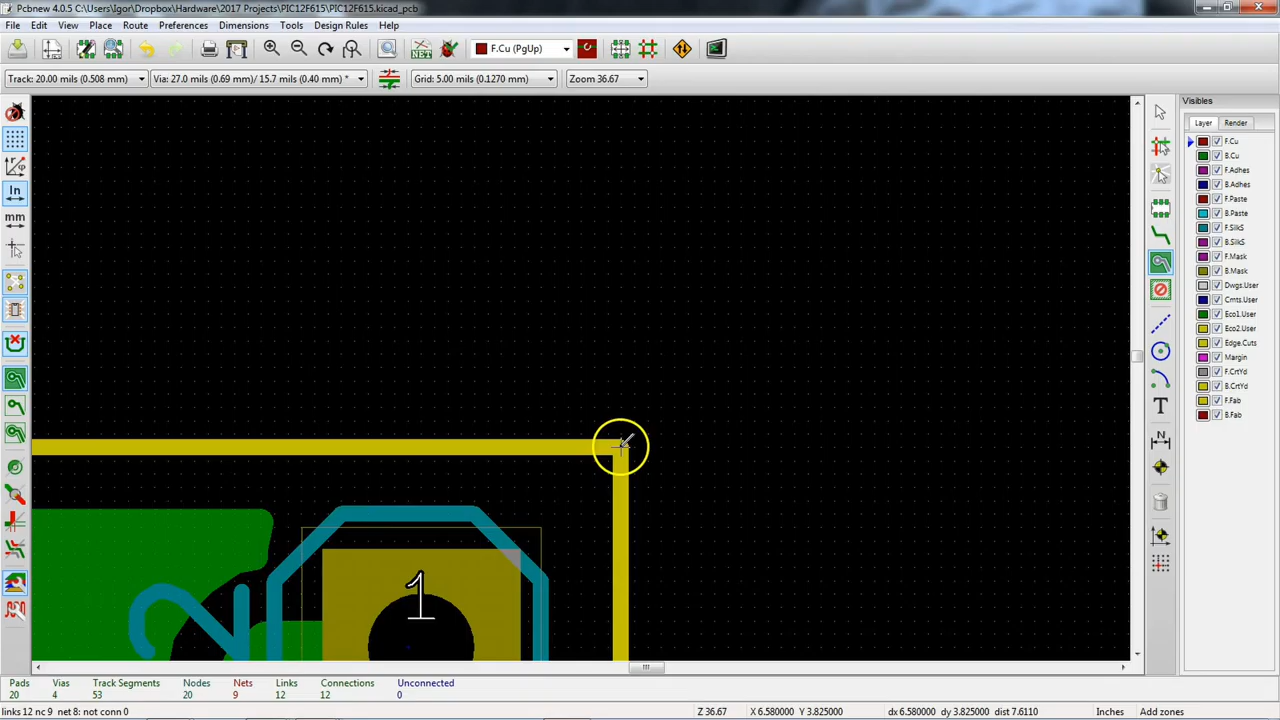 Pcbnew 4.0.5 C:\Users\Igor\Dropbox\Hardware\2017 Projects\PIC12F615\PIC12F615.kicad_pcb
File Edit View Place Route Preferences Dimensions Tools Design Rules Help
NET F.Cu (PgUp)
Track: 20.00 mils (0.508 mm) Via: 27.0 mils (0.69 mm)/ 15.7 mils (0.40 mm) * Grid: 5.00 mils (0.1270 mm) Zoom 36.67
Visibles
Layer Render
F.Cu
B.Cu
F.Adhes
B.Adhes
F.Paste
B.Paste
F.SilkS
B.SilkS
F.Mask
B.Mask
Dwgs.User
Cmts.User
Eco1.User
Eco2.User
Edge.Cuts
Margin
F.CrtYd
B.CrtYd
F.Fab
B.Fab
In
mm
T
N
1
Pads Vias Track Segments Nodes Nets Links Connections Unconnected
20 4 53 20 9 12 12 0
links 12 nc 9 net 8: not conn 0 Z 36.67 X 6.580000 Y 3.825000 dx 6.580000 dy 3.825000 dist 7.6110 Inches Add zones